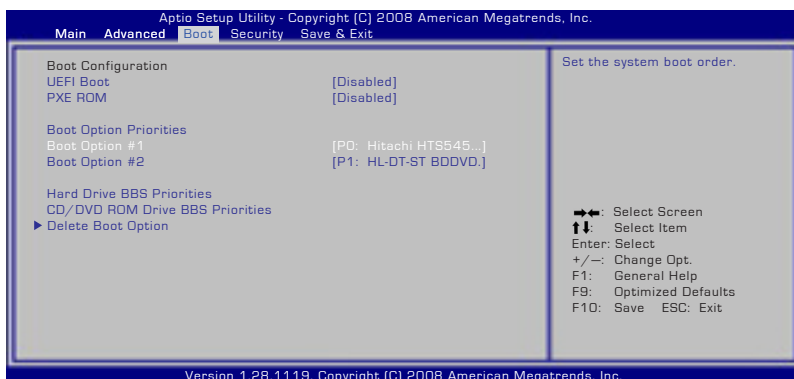 Aptio Setup Utility - Copyright (C) 2008 American Megatrends, Inc.
Main Advanced Boot Security Save & Exit
Boot Configuration
UEFI Boot [Disabled]
PXE ROM [Disabled]
Boot Option Priorities
Boot Option #1 [P0: Hitachi HTS545...]
Boot Option #2 [P1: HL-DT-ST BDDVD.]
Hard Drive BBS Priorities
CD/DVD ROM Drive BBS Priorities
Delete Boot Option
Set the system boot order.
→←: Select Screen
↑↓: Select Item
Enter: Select
+/—: Change Opt.
F1: General Help
F9: Optimized Defaults
F10: Save ESC: Exit
Version 1.28.1119. Copyright (C) 2008 American Megatrends, Inc.